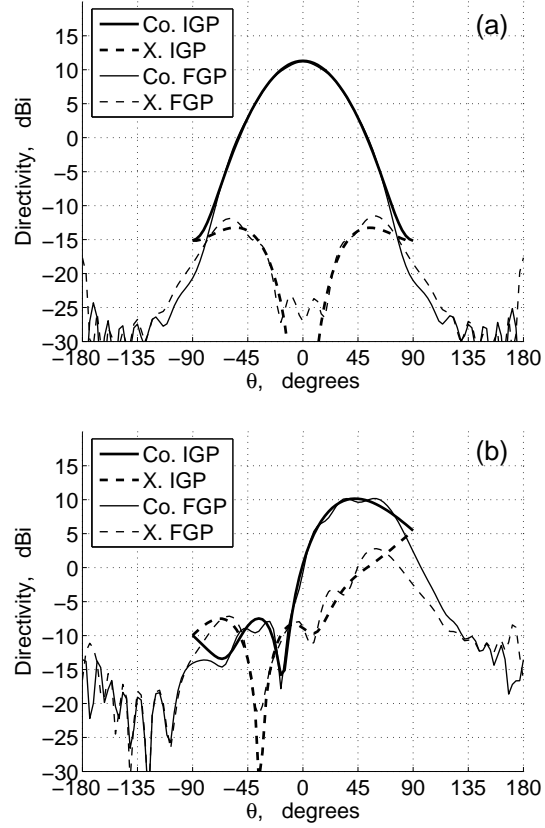 (a)
Co. IGP
X. IGP
Co. FGP
X. FGP
Directivity, dBi
15
10
5
0
−5
−10
−15
−20
−25
−30
−180 −135 −90 −45 0 45 90 135 180
θ, degrees
(b)
Co. IGP
X. IGP
Co. FGP
X. FGP
Directivity, dBi
15
10
5
0
−5
−10
−15
−20
−25
−30
−180 −135 −90 −45 0 45 90 135 180
θ, degrees